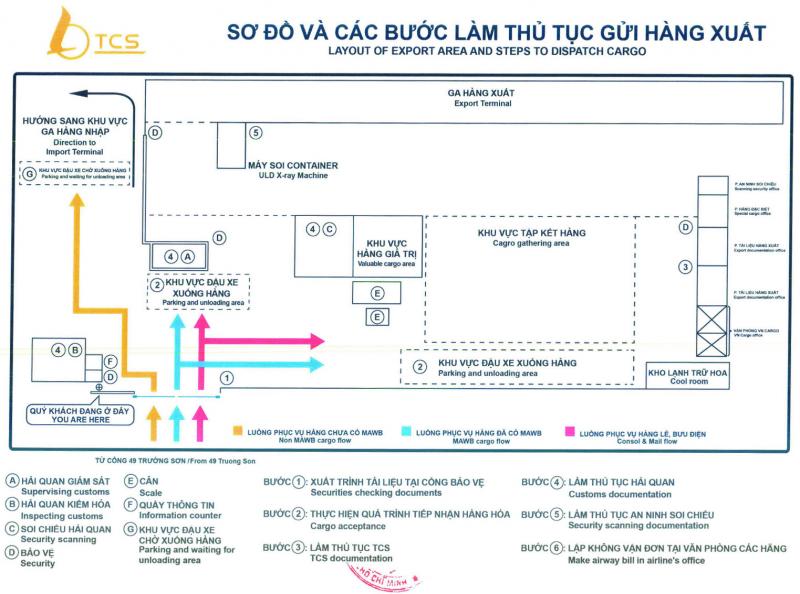 TCS
SƠ ĐỒ VÀ CÁC BƯỚC LÀM THỦ TỤC GỬI HÀNG XUẤT
LAYOUT OF EXPORT AREA AND STEPS TO DISPATCH CARGO
GA HÀNG XUẤT
Export Terminal
HƯỚNG SANG KHU VỰC
GA HÀNG NHẬP
Direction to
Import Terminal
G
KHU VỰC ĐẬU XE CHỜ XUỐNG HÀNG
Parking and waiting for unloading area
D
5
MÁY SOI CONTAINER
ULD X-ray Machine
P. AN NINH SOI CHIẾU
Scanning security office
P. HÀNG ĐẶC BIỆT
Special cargo office
D
P. TÀI LIỆU HÀNG XUẤT
Export documentation office
3
P. TÀI LIỆU HÀNG XUẤT
Export documentation office
VĂN PHÒNG VN CARGO
VN Cargo office
D
4 A
4 C
KHU VỰC
HÀNG GIÁ TRỊ
Valuable cargo area
KHU VỰC TẬP KẾT HÀNG
Cagro gathering area
2
KHU VỰC ĐẬU XE
XUỐNG HÀNG
Parking and unloading area
E
E
4 B
F
D
1
2
KHU VỰC ĐẬU XE XUỐNG HÀNG
Parking and unloading area
KHO LẠNH TRỮ HOA
Cool room
QUÝ KHÁCH ĐANG Ở ĐÂY
YOU ARE HERE
LUỒNG PHỤC VỤ HÀNG CHƯA CÓ MAWB
Non MAWB cargo flow
LUỒNG PHỤC VỤ HÀNG ĐÃ CÓ MAWB
MAWB cargo flow
LUỒNG PHỤC VỤ HÀNG LẺ, BƯU ĐIỆN
Consol & Mail flow
TỪ CỔNG 49 TRƯỜNG SƠN / From 49 Truong Son
A HẢI QUAN GIÁM SÁT
Supervising customs
B HẢI QUAN KIỂM HÓA
Inspecting customs
C SOI CHIẾU HẢI QUAN
Security scanning
D BẢO VỆ
Security
E CÂN
Scale
F QUẦY THÔNG TIN
Information counter
G KHU VỰC ĐẬU XE
CHỜ XUỐNG HÀNG
Parking and waiting for
unloading area
BƯỚC 1: XUẤT TRÌNH TÀI LIỆU TẠI CỔNG BẢO VỆ
Securities checking documents
BƯỚC 2: THỰC HIỆN QUÁ TRÌNH TIẾP NHẬN HÀNG HÓA
Cargo acceptance
BƯỚC 3: LÀM THỦ TỤC TCS
TCS documentation
BƯỚC 4: LÀM THỦ TỤC HẢI QUAN
Customs documentation
BƯỚC 5: LÀM THỦ TỤC AN NINH SOI CHIẾU
Security scanning documentation
BƯỚC 6: LẬP KHÔNG VẬN ĐƠN TẠI VĂN PHÒNG CÁC HÃNG
Make airway bill in airline's office
HỒ CHÍ MINH